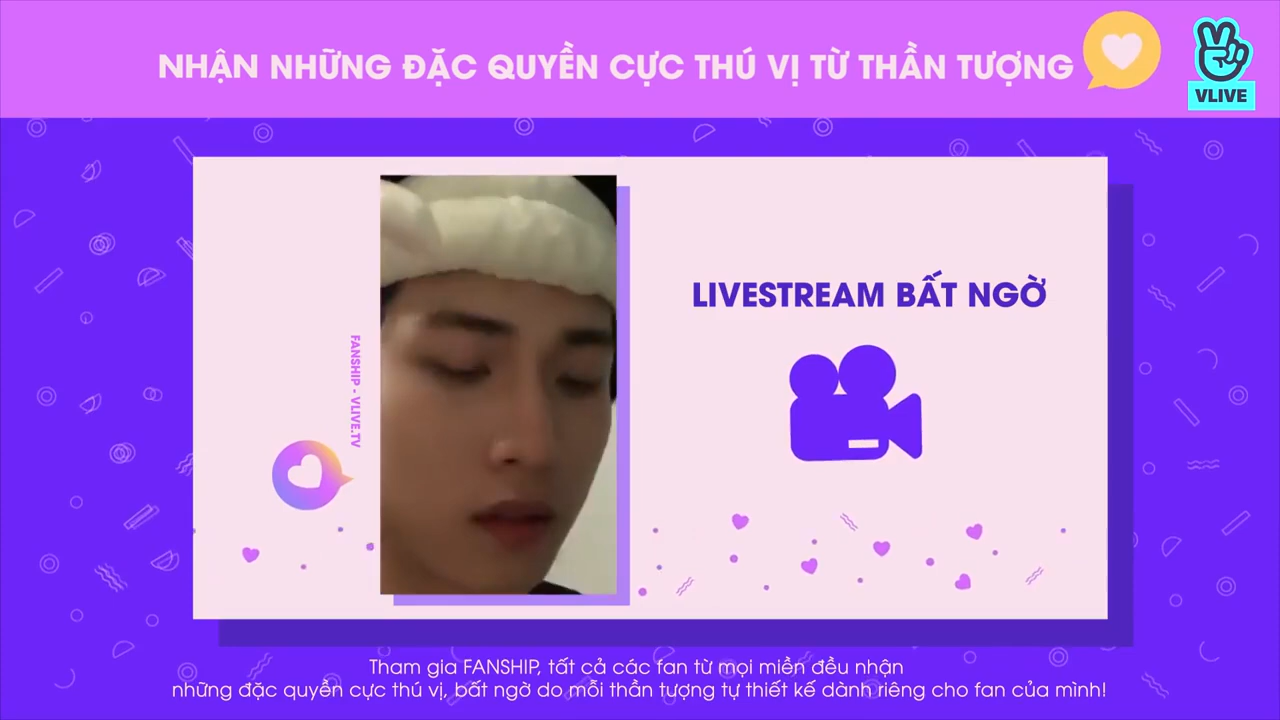 NHẬN NHỮNG ĐẶC QUYỀN CỰC THÚ VỊ TỪ THẦN TƯỢNG
VLIVE
LIVESTREAM BẤT NGỜ
FANSHIP - VLIVE.TV
Tham gia FANSHIP, tất cả các fan từ mọi miền đều nhận
những đặc quyền cực thú vị, bất ngờ do mỗi thần tượng tự thiết kế dành riêng cho fan của mình!